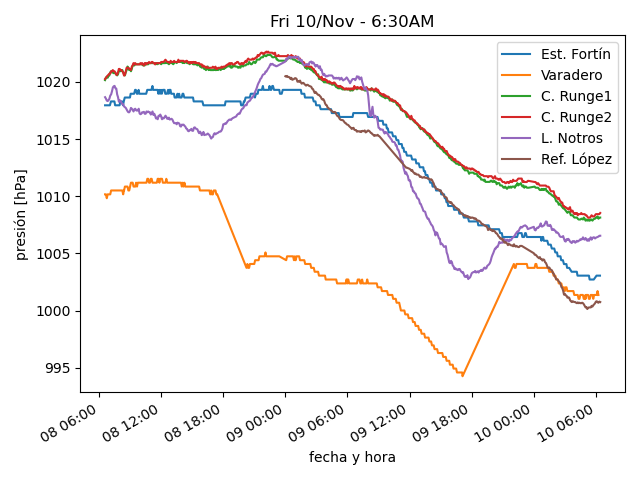 Fri 10/Nov - 6:30AM
Est. Fortín
Varadero
C. Runge1
C. Runge2
L. Notros
Ref. López
presión [hPa]
1020
1015
1010
1005
1000
995
08 06:00
08 12:00
08 18:00
09 00:00
09 06:00
09 12:00
09 18:00
10 00:00
10 06:00
fecha y hora